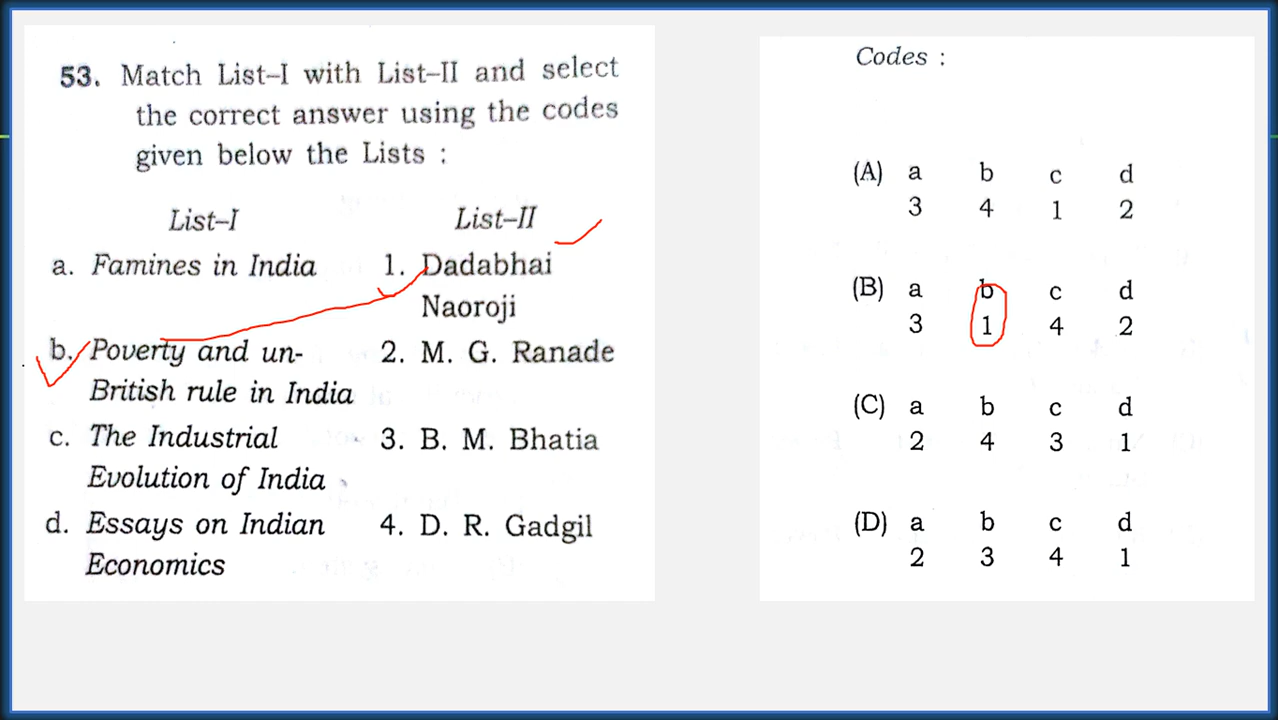 53. Match List–I with List–II and select
the correct answer using the codes
given below the Lists :
List–I List–II
a. Famines in India 1. Dadabhai
Naoroji
b. Poverty and un- 2. M. G. Ranade
British rule in India
c. The Industrial 3. B. M. Bhatia
Evolution of India
d. Essays on Indian 4. D. R. Gadgil
Economics
Codes :
(A) a b c d
3 4 1 2
(B) a b c d
3 1 4 2
(C) a b c d
2 4 3 1
(D) a b c d
2 3 4 1